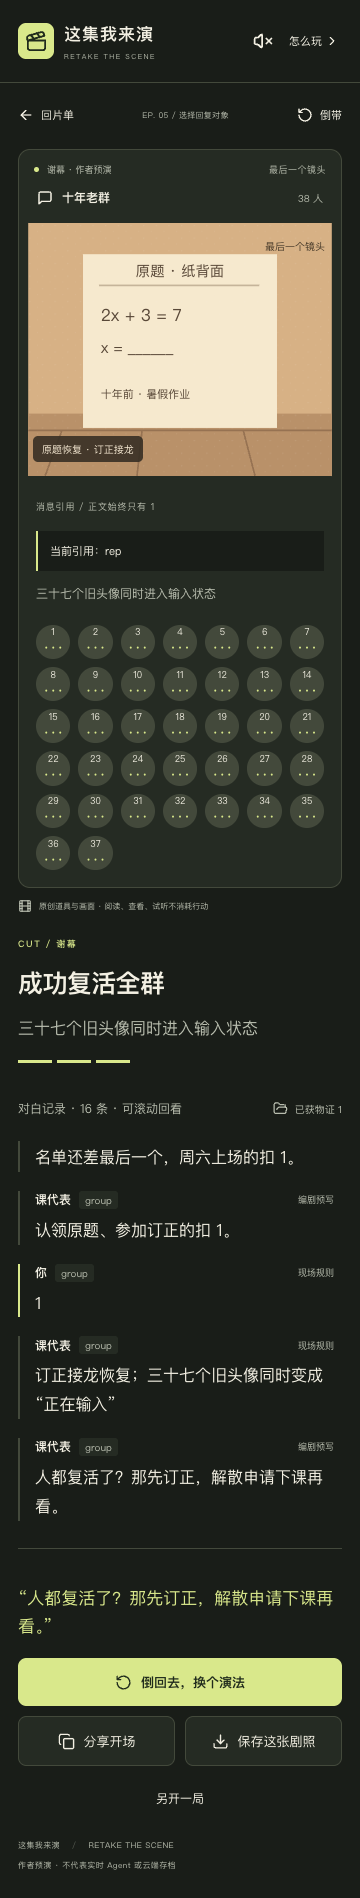 这集我来演
RETAKE THE SCENE
怎么玩
回片单
EP. 05 / 选择回复对象
倒带
谢幕 · 作者预演
最后一个镜头
十年老群
38 人
最后一个镜头
原题 · 纸背面
2x + 3 = 7
x = ______
十年前 · 暑假作业
原题恢复 · 订正接龙
消息引用 / 正文始终只有 1
当前引用：rep
三十七个旧头像同时进入输入状态
1 2 3 4 5 6 7
8 9 10 11 12 13 14
15 16 17 18 19 20 21
22 23 24 25 26 27 28
29 30 31 32 33 34 35
36 37
原创道具与画面 · 阅读、查看、试听不消耗行动
CUT / 谢幕
成功复活全群
三十七个旧头像同时进入输入状态
对白记录 · 16 条 · 可滚动回看
已获物证 1
名单还差最后一个，周六上场的扣 1。
课代表 group 编剧预写
认领原题、参加订正的扣 1。
你 group 现场规则
1
课代表 group 现场规则
订正接龙恢复；三十七个旧头像同时变成
“正在输入”
课代表 group 编剧预写
人都复活了？那先订正，解散申请下课再
看。
“人都复活了？那先订正，解散申请下课再
看。”
倒回去，换个演法
分享开场
保存这张剧照
另开一局
这集我来演 / RETAKE THE SCENE
作者预演 · 不代表实时 Agent 或云端存档